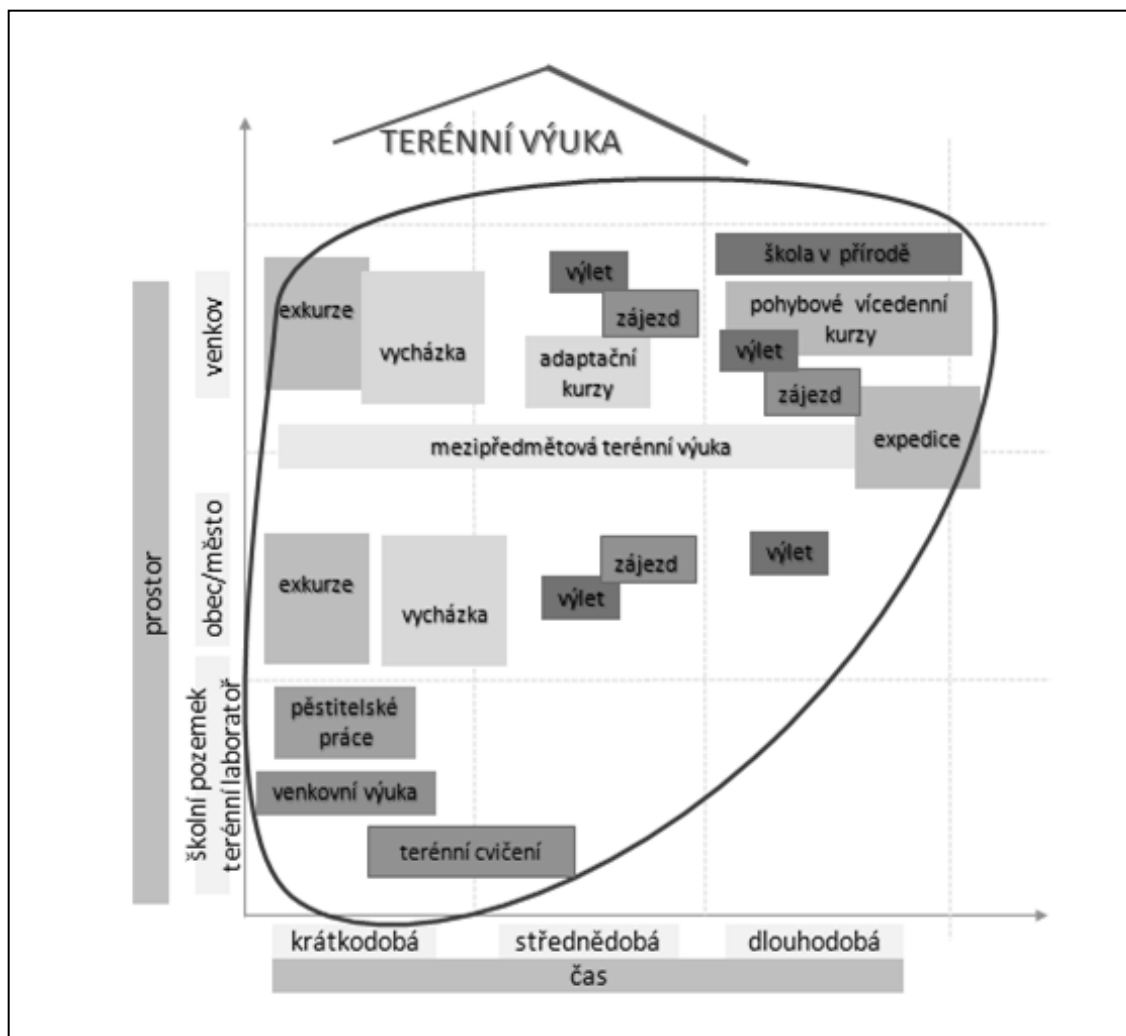 TERÉNNÍ VÝUKA
prostor
venkov
exkurze
vycházka
výlet
zájezd
adaptační
kurzy
škola v přírodě
pohybové vícedenní
kurzy
výlet
zájezd
expedice
mezipředmětová terénní výuka
obec/město
exkurze
vycházka
zájezd
výlet
výlet
školní pozemek
terénní laboratoř
pěstitelské
práce
venkovní výuka
terénní cvičení
krátkodobá
střednědobá
dlouhodobá
čas